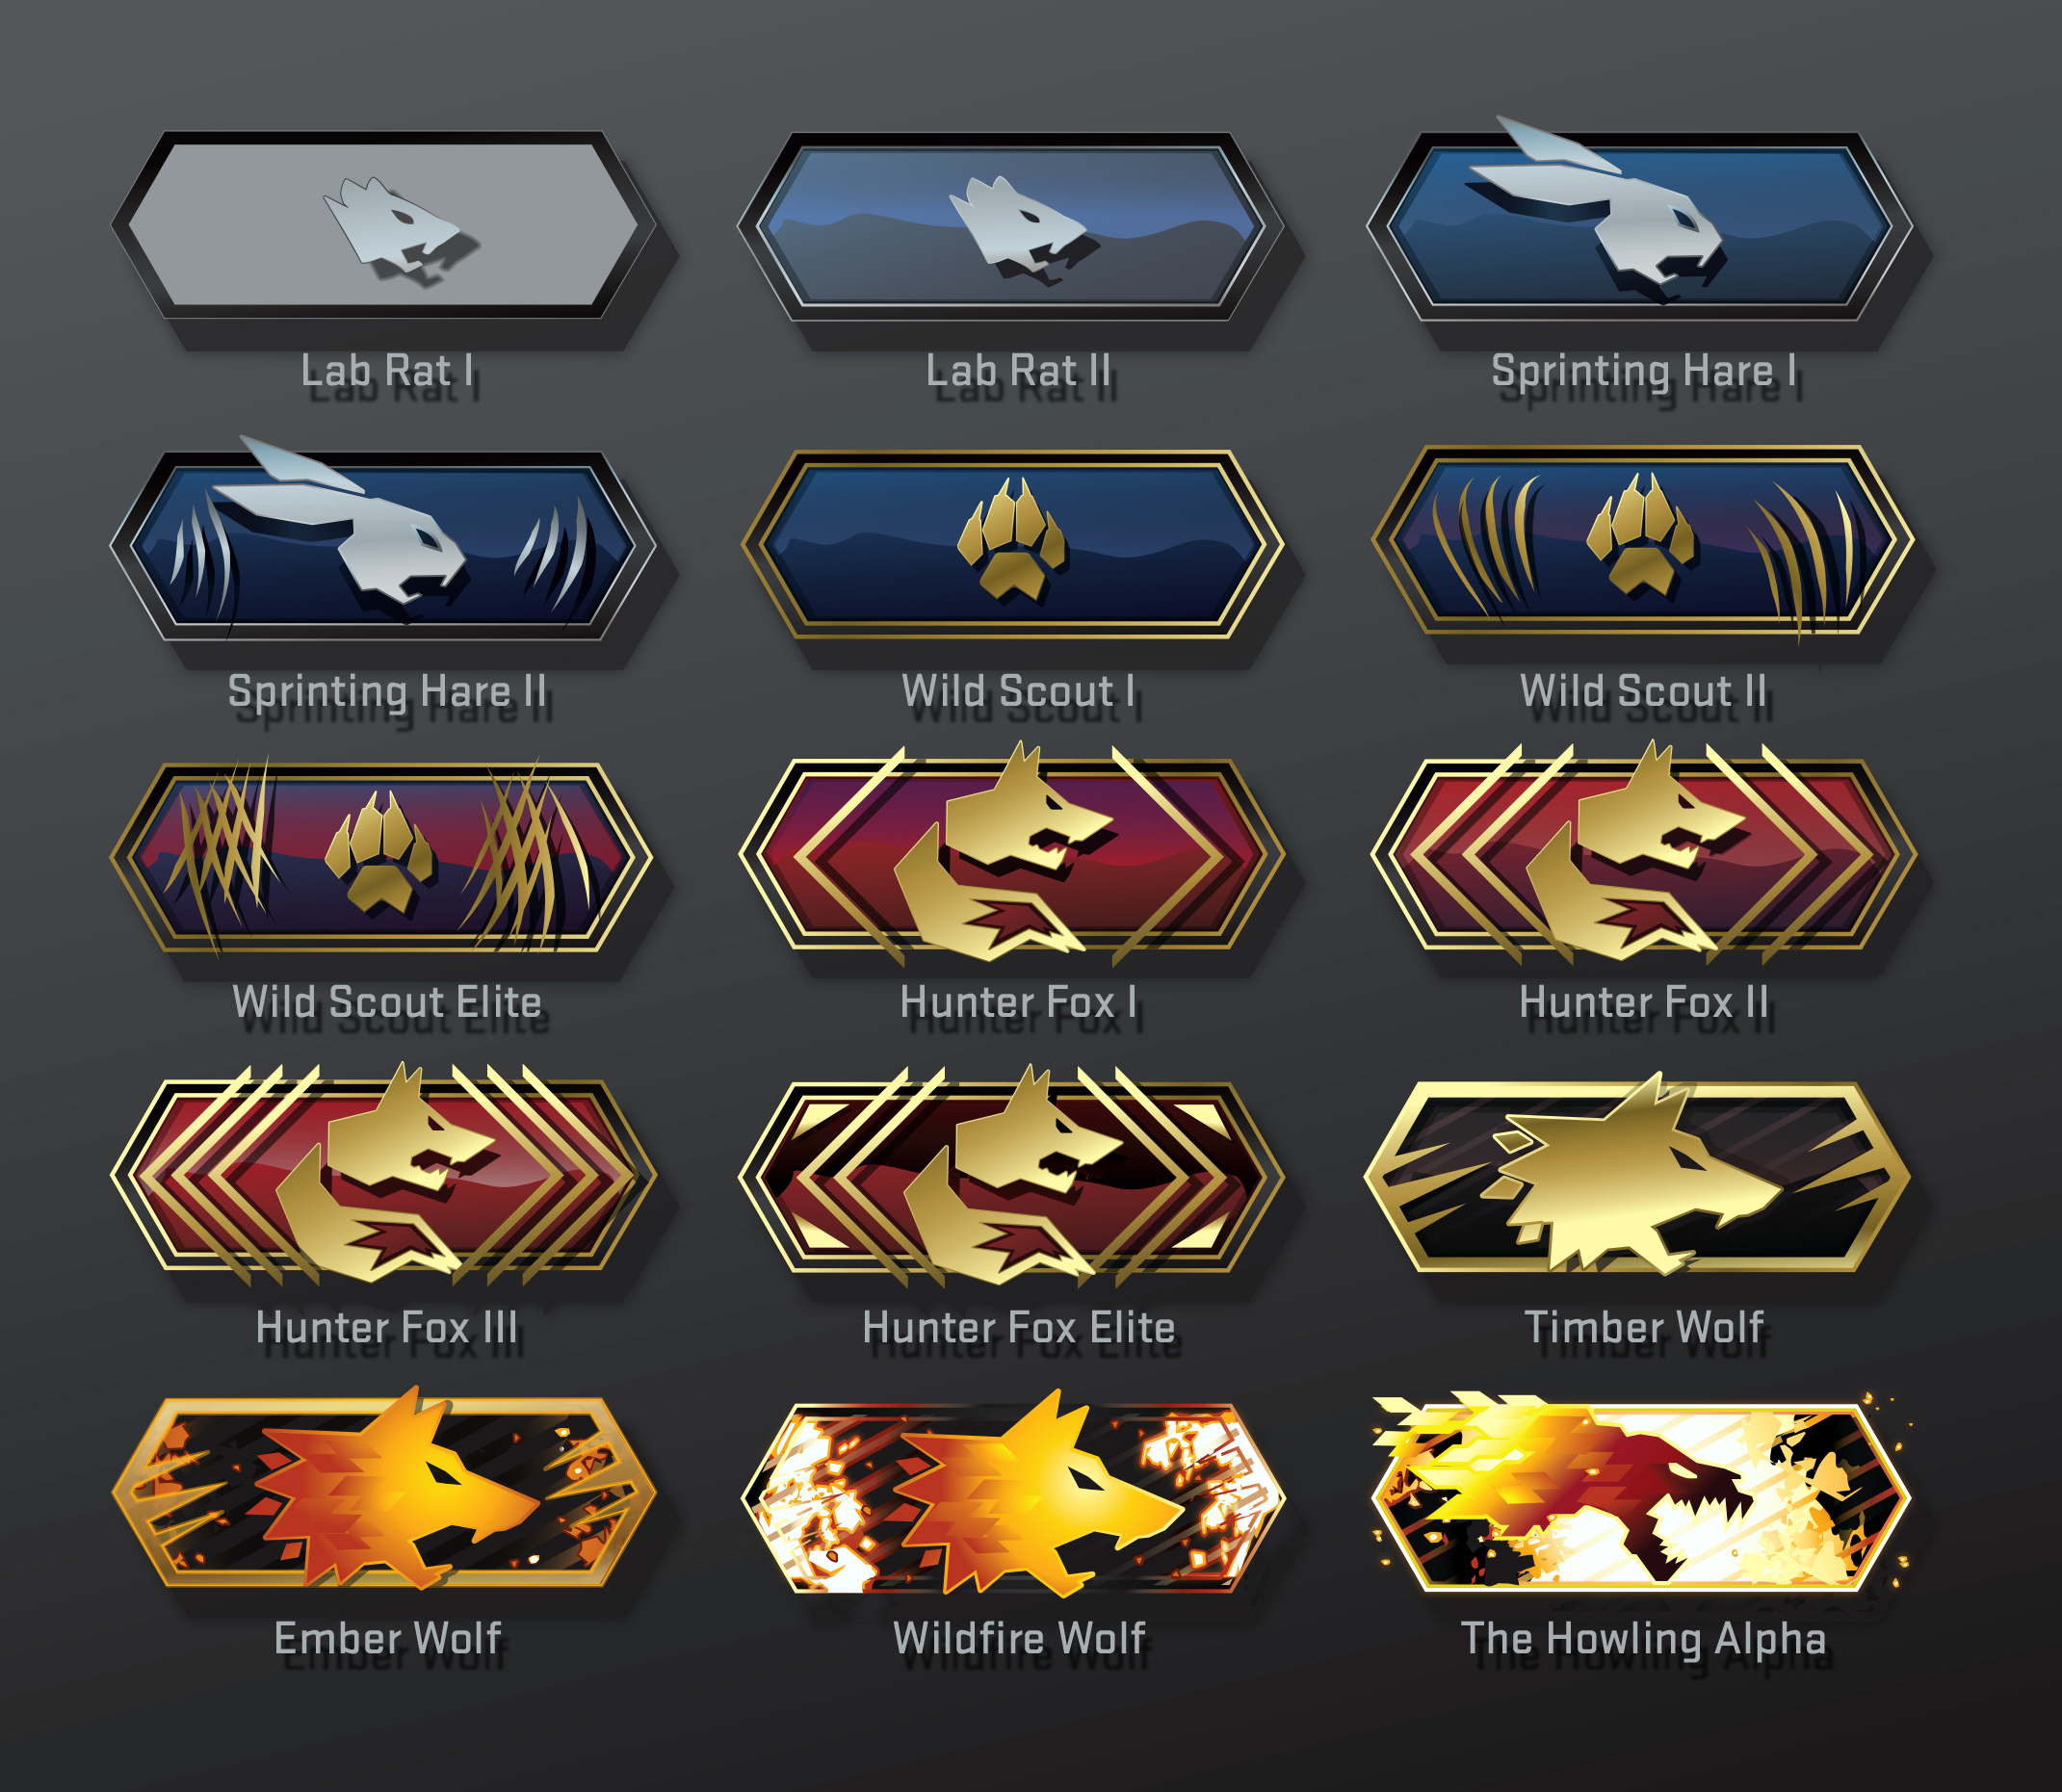 Lab Rat I
Lab Rat II
Sprinting Hare I
Sprinting Hare II
Wild Scout I
Wild Scout II
Wild Scout Elite
Hunter Fox I
Hunter Fox II
Hunter Fox III
Hunter Fox Elite
Timber Wolf
Ember Wolf
Wildfire Wolf
The Howling Alpha